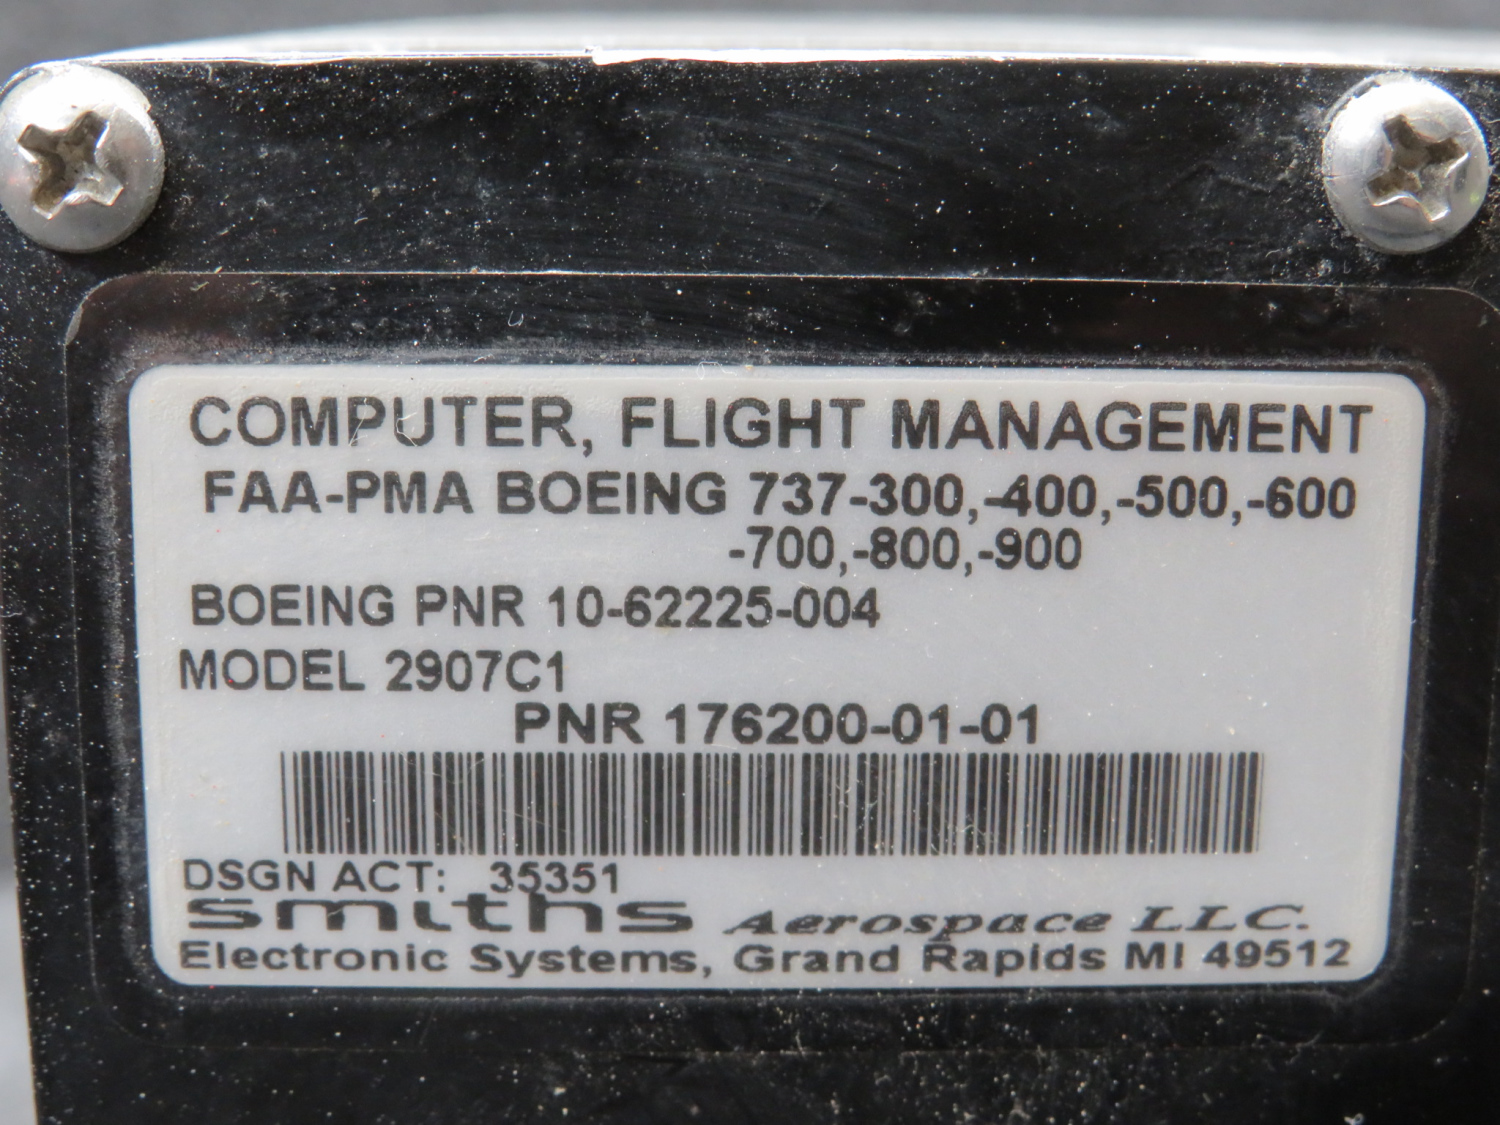 COMPUTER, FLIGHT MANAGEMENT
FAA-PMA BOEING 737-300,-400,-500,-600
-700,-800,-900
BOEING PNR 10-62225-004
MODEL 2907C1
PNR 176200-01-01
DSGN ACT: 35351
smiths Aerospace LLC.
Electronic Systems, Grand Rapids MI 49512